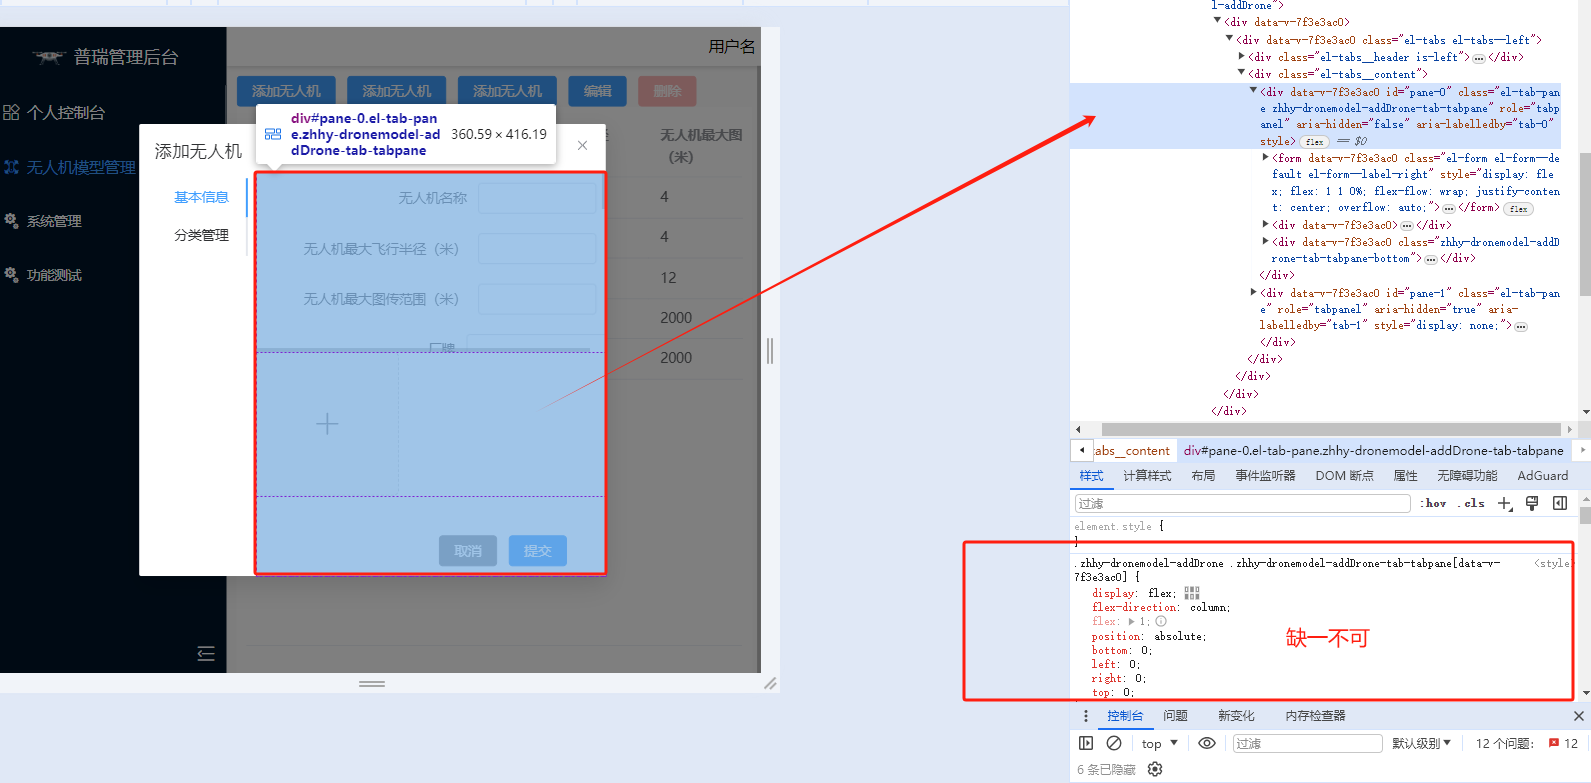 用户名
普瑞管理后台
添加无人机
添加无人机
添加无人机
编辑
删除
个人控制台
无人机模型管理
系统管理
功能测试
无人机最大图
（米）
4
4
12
2000
2000
div#pane-0.el-tab-pan
e.zhhy-dronemodel-ad
dDrone-tab-tabpane
360.59 × 416.19
添加无人机
基本信息
分类管理
无人机名称
无人机最大飞行半径（米）
无人机最大图传范围（米）
取消
提交
l-addDrone">
<div data-v-7f3e3ac0>
<div data-v-7f3e3ac0 class="el-tabs el-tabs--left">
<div class="el-tabs__header is-left">…</div>
<div class="el-tabs__content">
<div data-v-7f3e3ac0 id="pane-0" class="el-tab-pan
e zhhy-dronemodel-addDrone-tab-tabpane" role="tabp
anel" aria-hidden="false" aria-labelledby="tab-0"
style> flex == $0
<form data-v-7f3e3ac0 class="el-form el-form--de
fault el-form--label-right" style="display: fle
x; flex: 1 1 0%; flex-flow: wrap; justify-conten
t: center; overflow: auto;">…</form> flex
<div data-v-7f3e3ac0>…</div>
<div data-v-7f3e3ac0 class="zhhy-dronemodel-addD
rone-tab-tabpane-bottom">…</div>
</div>
<div data-v-7f3e3ac0 id="pane-1" class="el-tab-pan
e" role="tabpanel" aria-hidden="true" aria-
labelledby="tab-1" style="display: none;">…
</div>
</div>
</div>
</div>
</div>
tabs__content
div#pane-0.el-tab-pane.zhhy-dronemodel-addDrone-tab-tabpane
样式 计算样式 布局 事件监听器 DOM 断点 属性 无障碍功能 AdGuard
过滤 :hov .cls
element.style {
}
.zhhy-dronemodel-addDrone .zhhy-dronemodel-addDrone-tab-tabpane[data-v- <style>
7f3e3ac0] {
display: flex;
flex-direction: column;
flex: 1;
position: absolute;
bottom: 0;
left: 0;
right: 0;
top: 0;
缺一不可
控制台 问题 新变化 内存检查器
top 过滤 默认级别 12 个问题: 12
6 条已隐藏